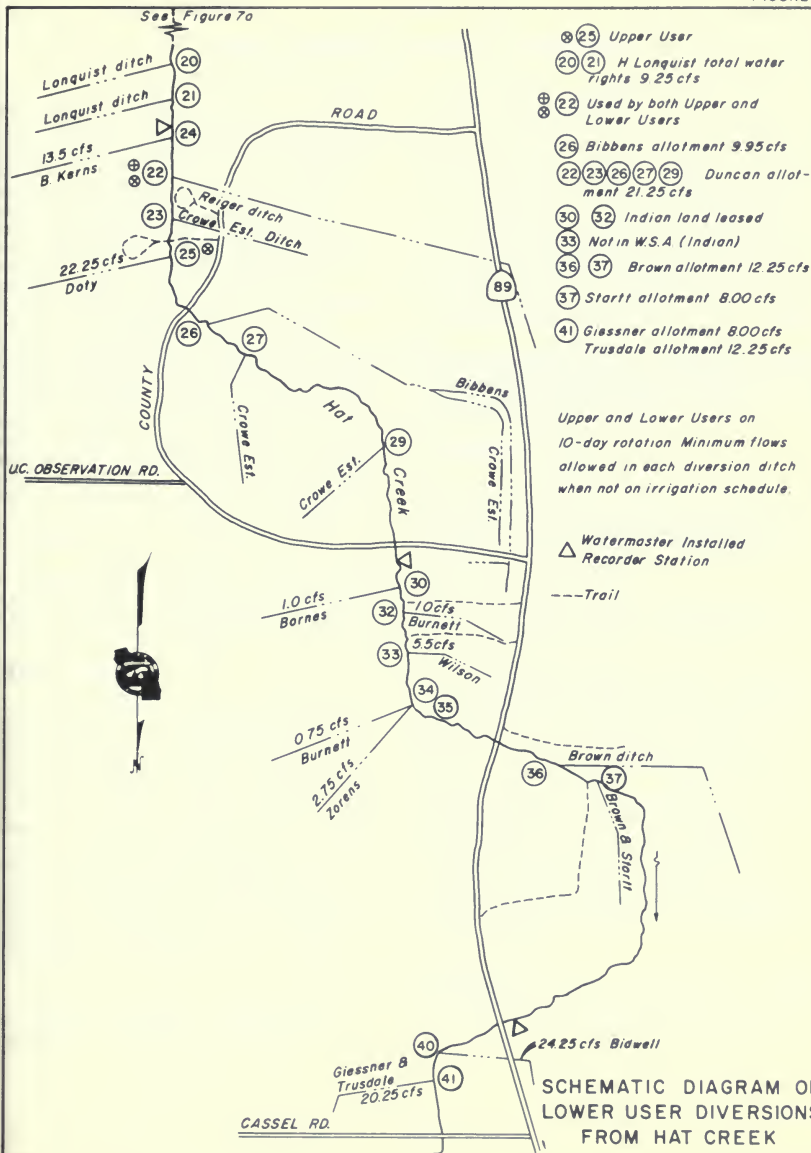 See Figure 7a
Lonquist ditch
20
Lonquist ditch
21
24
13.5 cfs
B. Kerns
22
Reiger ditch
23
Crowe Est. Ditch
25
22.25 cfs
Doty
ROAD
COUNTY
89
26
27
Crowe Est.
Hat
Creek
29
Crowe Est.
Bibbens
Crowe Est.
U.C. OBSERVATION RD.
30
1.0 cfs
Barnes
32
1.0 cfs
Burnett
5.5 cfs
33
Wilson
34
35
0.75 cfs
Burnett
2.75 cfs
Zorens
36
Brown ditch
37
Brown & Startt
40
24.25 cfs Bidwell
Giessner &
Trusdale
20.25 cfs
41
CASSEL RD.
25 Upper User
20 21 H Lonquist total water
rights 9.25 cfs
22 Used by both Upper and
Lower Users
26 Bibbens allotment 9.95 cfs
22 23 26 27 29 Duncan allot-
ment 21.25 cfs
30 32 Indian land leased
33 Not in W.S.A. (Indian)
36 37 Brown allotment 12.25 cfs
37 Startt allotment 8.00 cfs
41 Giessner allotment 8.00 cfs
Trusdale allotment 12.25 cfs
Upper and Lower Users on
10-day rotation Minimum flows
allowed in each diversion ditch
when not on irrigation schedule.
Watermaster Installed
Recorder Station
Trail
SCHEMATIC DIAGRAM O
LOWER USER DIVERSIONS
FROM HAT CREEK